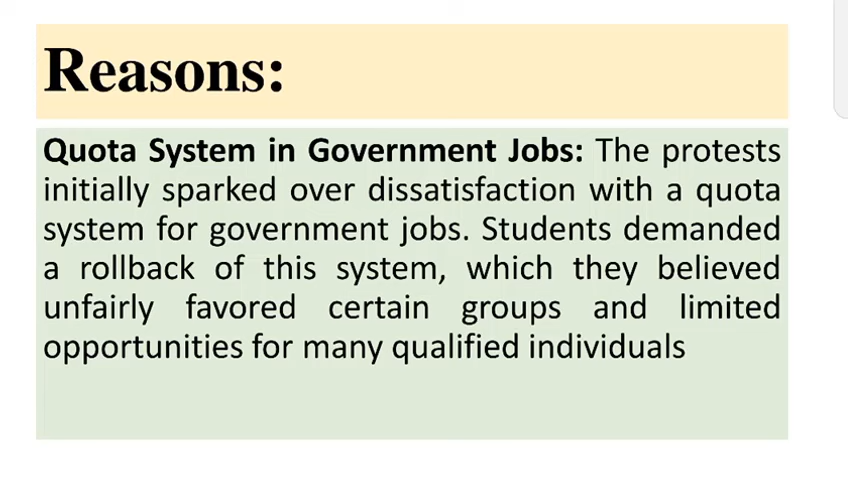 Reasons:
Quota System in Government Jobs: The protests
initially sparked over dissatisfaction with a quota
system for government jobs. Students demanded
a rollback of this system, which they believed
unfairly favored certain groups and limited
opportunities for many qualified individuals